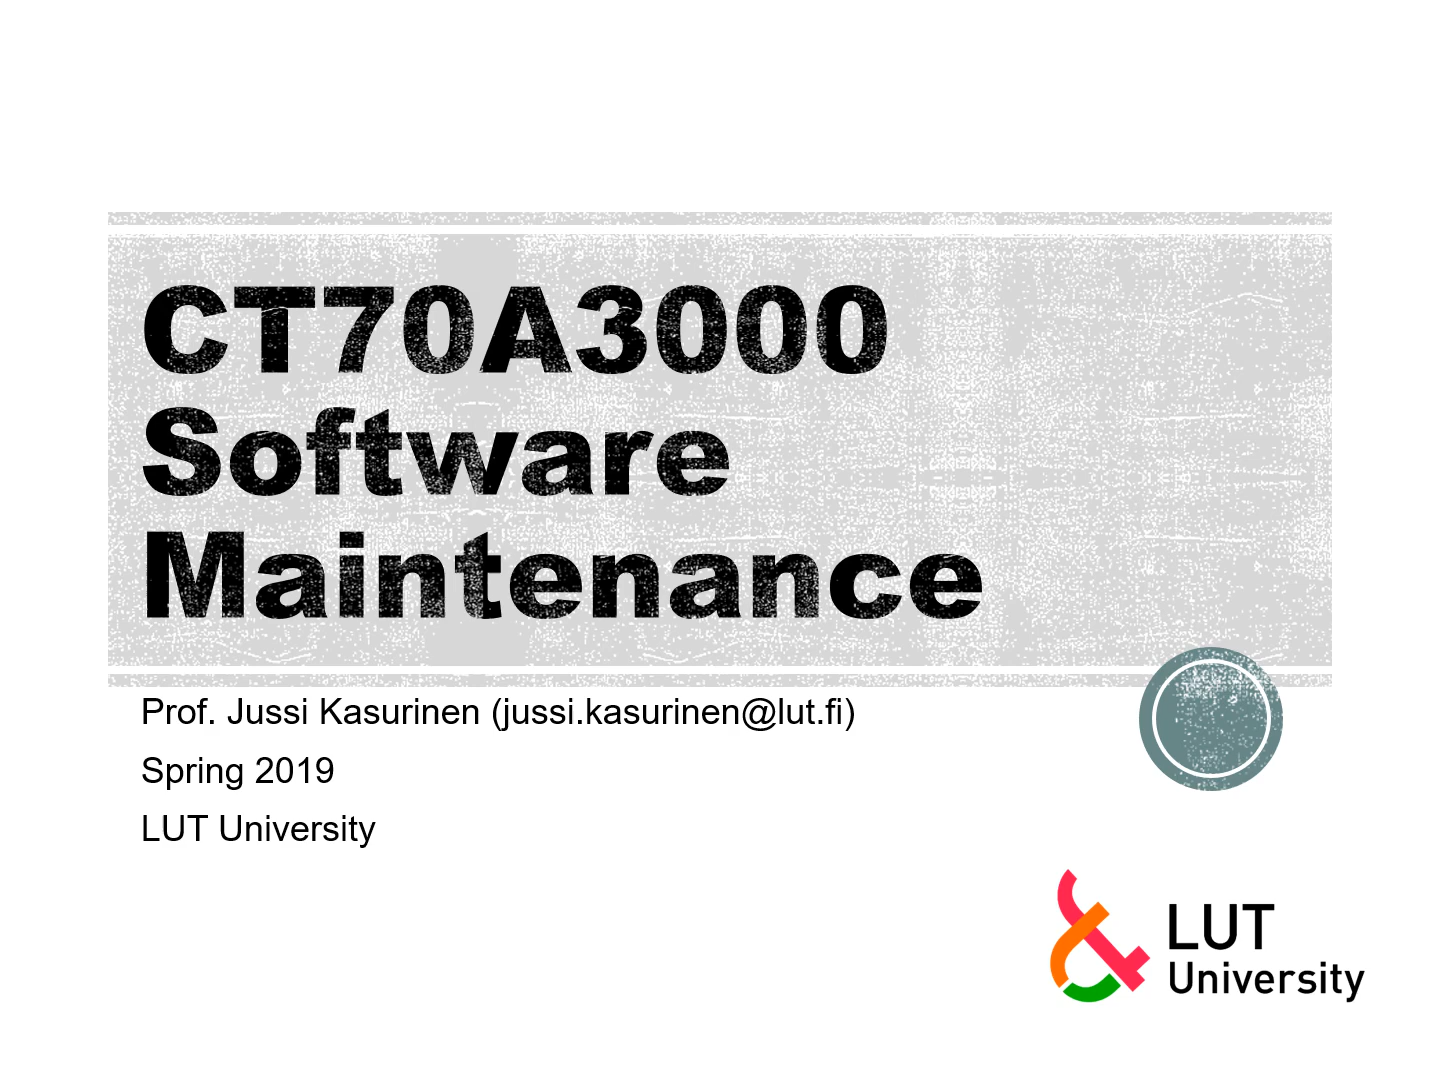 CT70A3000
Software
Maintenance
Prof. Jussi Kasurinen (jussi.kasurinen@lut.fi)
Spring 2019
LUT University
LUT
University